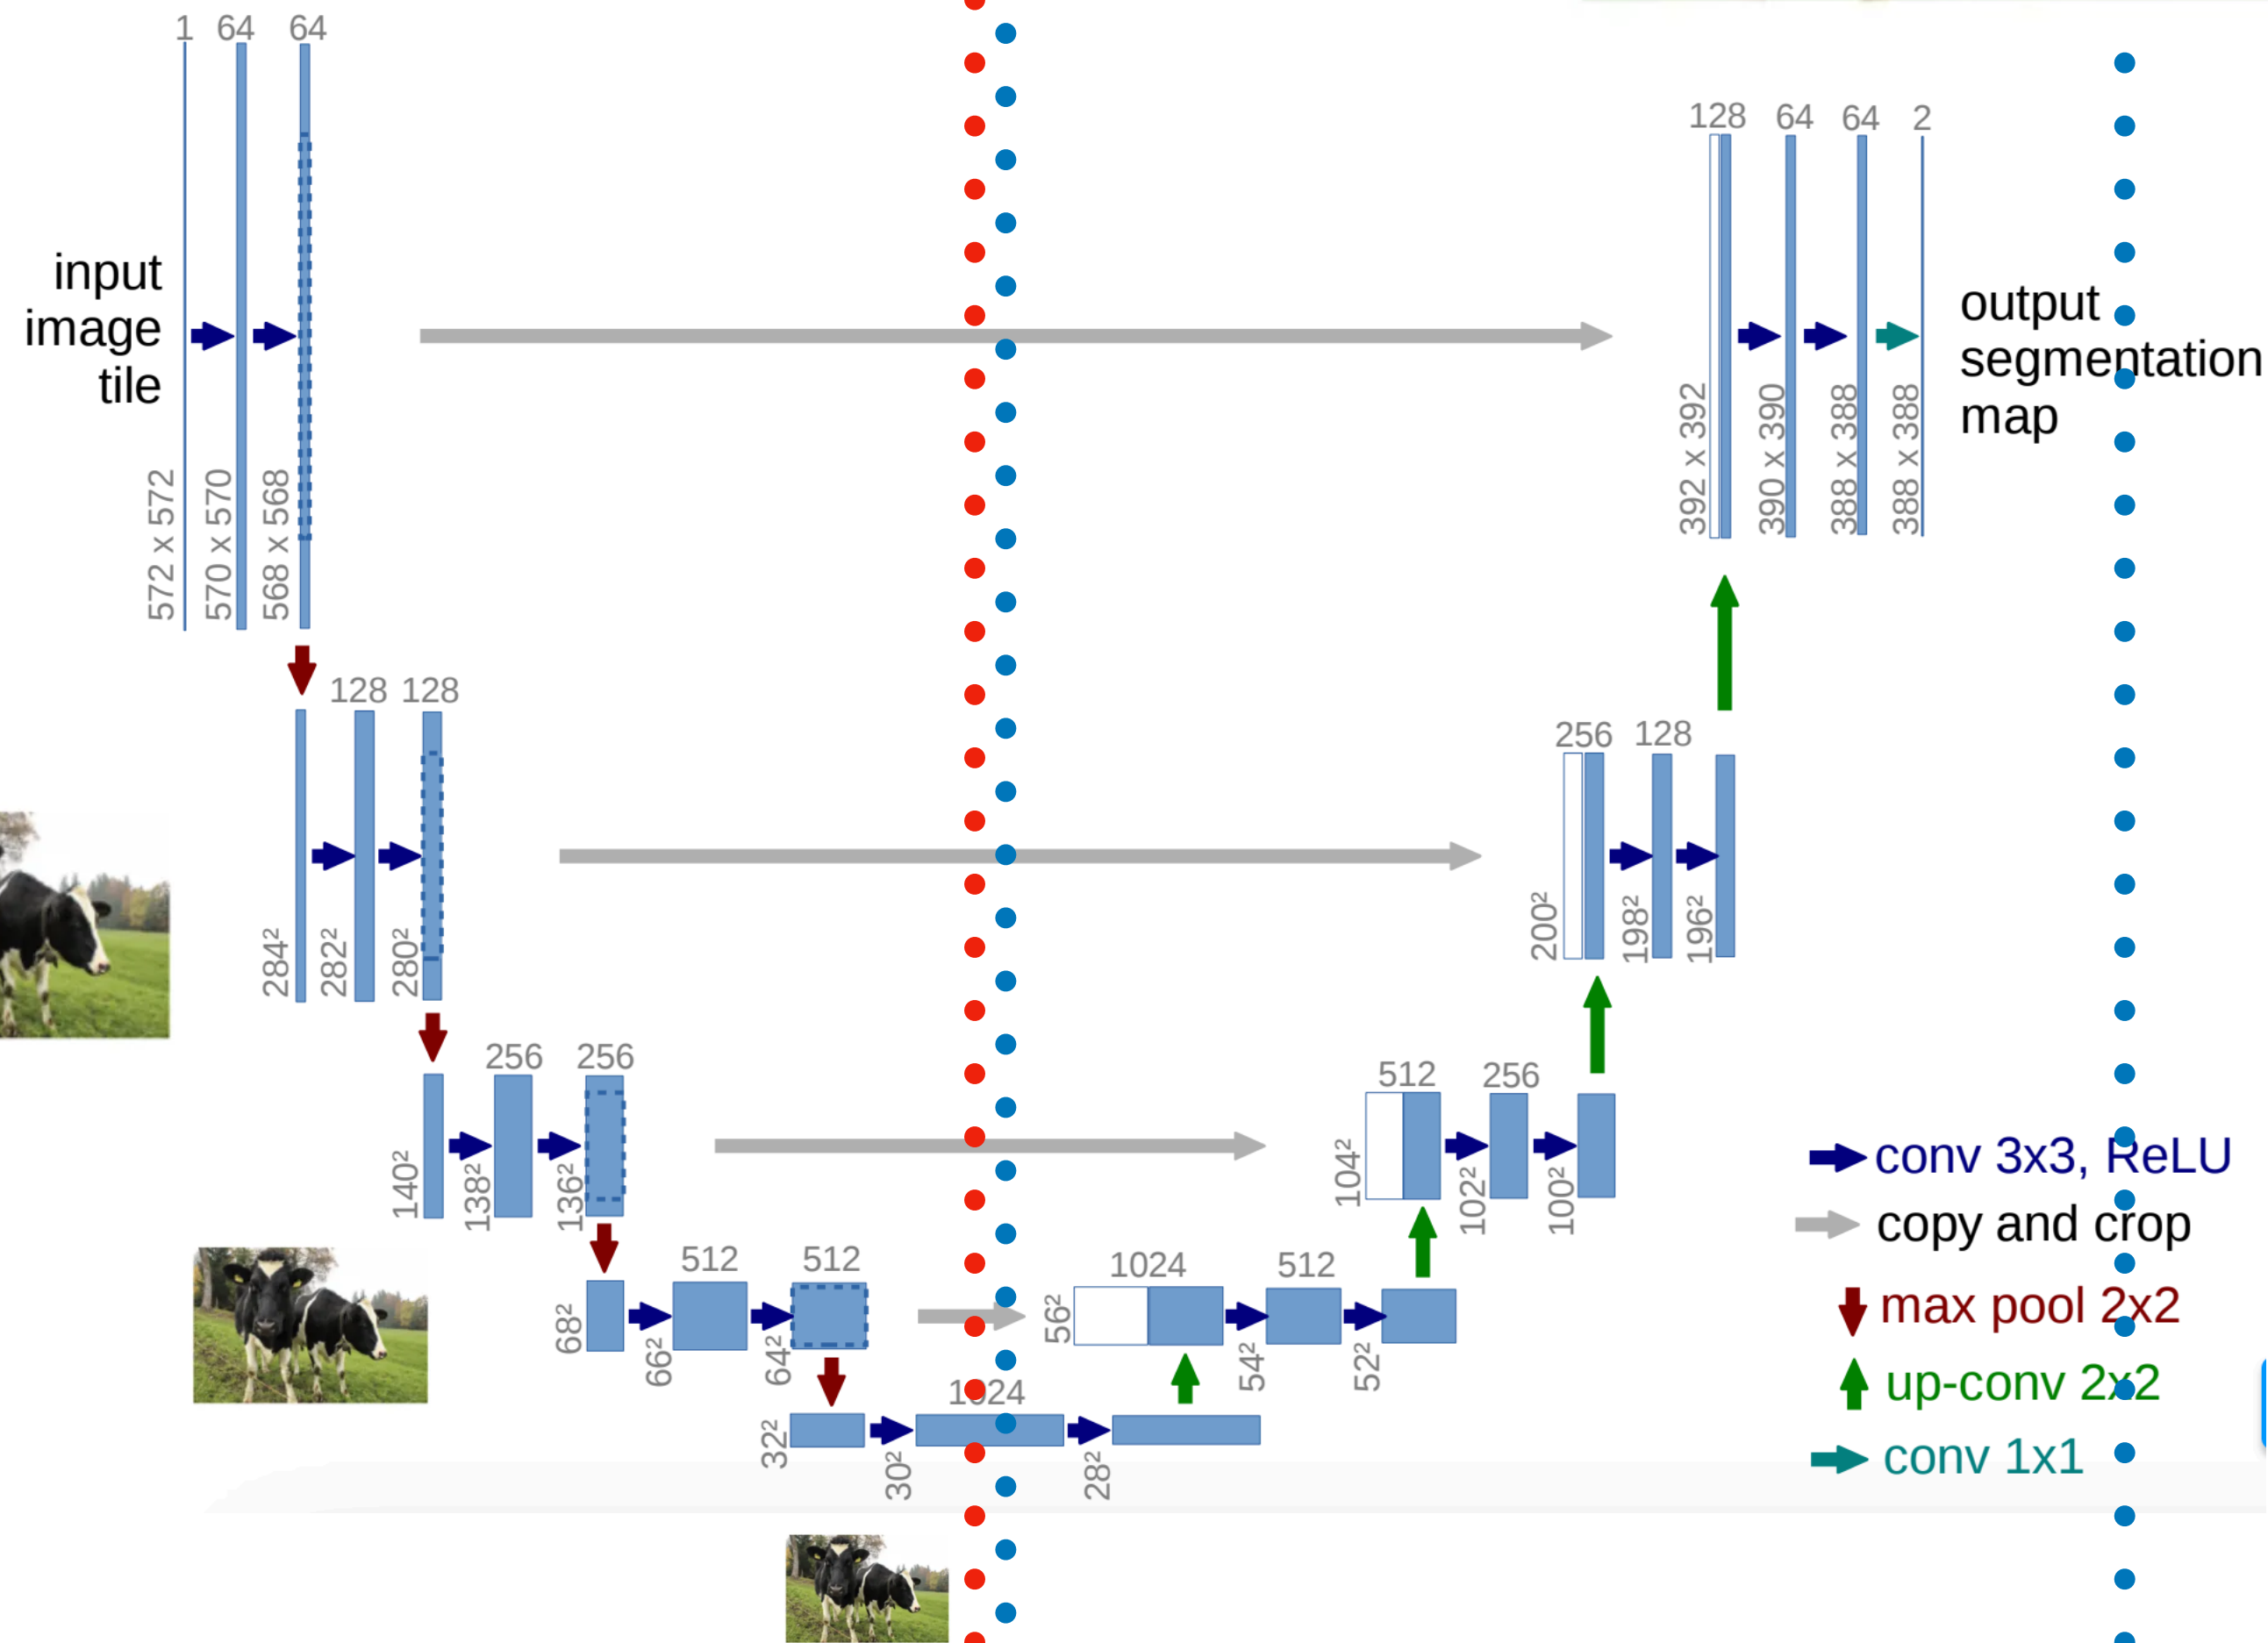 1 64 64
128 64 64 2
input
image
tile
output
segmentation
map
572 x 572
570 x 570
568 x 568
392 x 392
390 x 390
388 x 388
388 x 388
128 128
256 128
284²
282²
280²
200²
198²
196²
256 256
512 256
140²
138²
136²
104²
102²
100²
512 512
1024 512
68²
66²
64²
56²
54²
52²
1024
32²
30²
28²
conv 3x3, ReLU
copy and crop
max pool 2x2
up-conv 2x2
conv 1x1